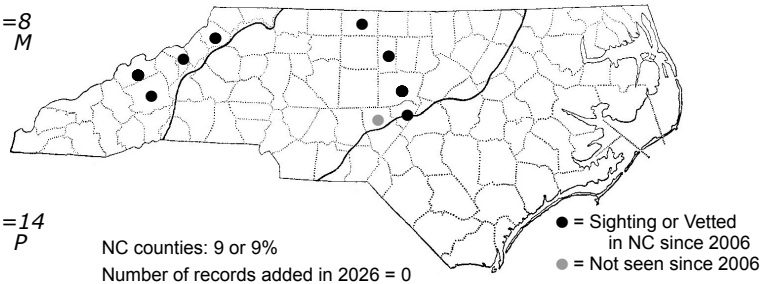 =8
M
=14
P
NC counties: 9 or 9%
Number of records added in 2026 = 0
● = Sighting or Vetted
in NC since 2006
● = Not seen since 2006